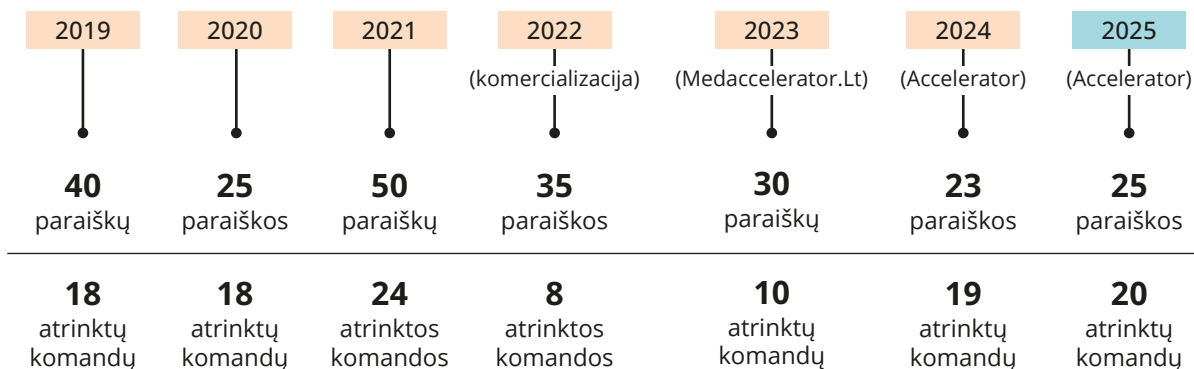 2019 2020 2021 2022 2023 2024 2025
(komercializacija) (Medaccelerator.Lt) (Accelerator) (Accelerator)
40 25 50 35 30 23 25
paraiškų paraiškos paraiškų paraiškos paraiškų paraiškos paraiškos
18 18 24 8 10 19 20
atrinktų atrinktų atrinktos atrinktos atrinktų atrinktų atrinktų
komandų komandų komandos komandos komandų komandų komandų